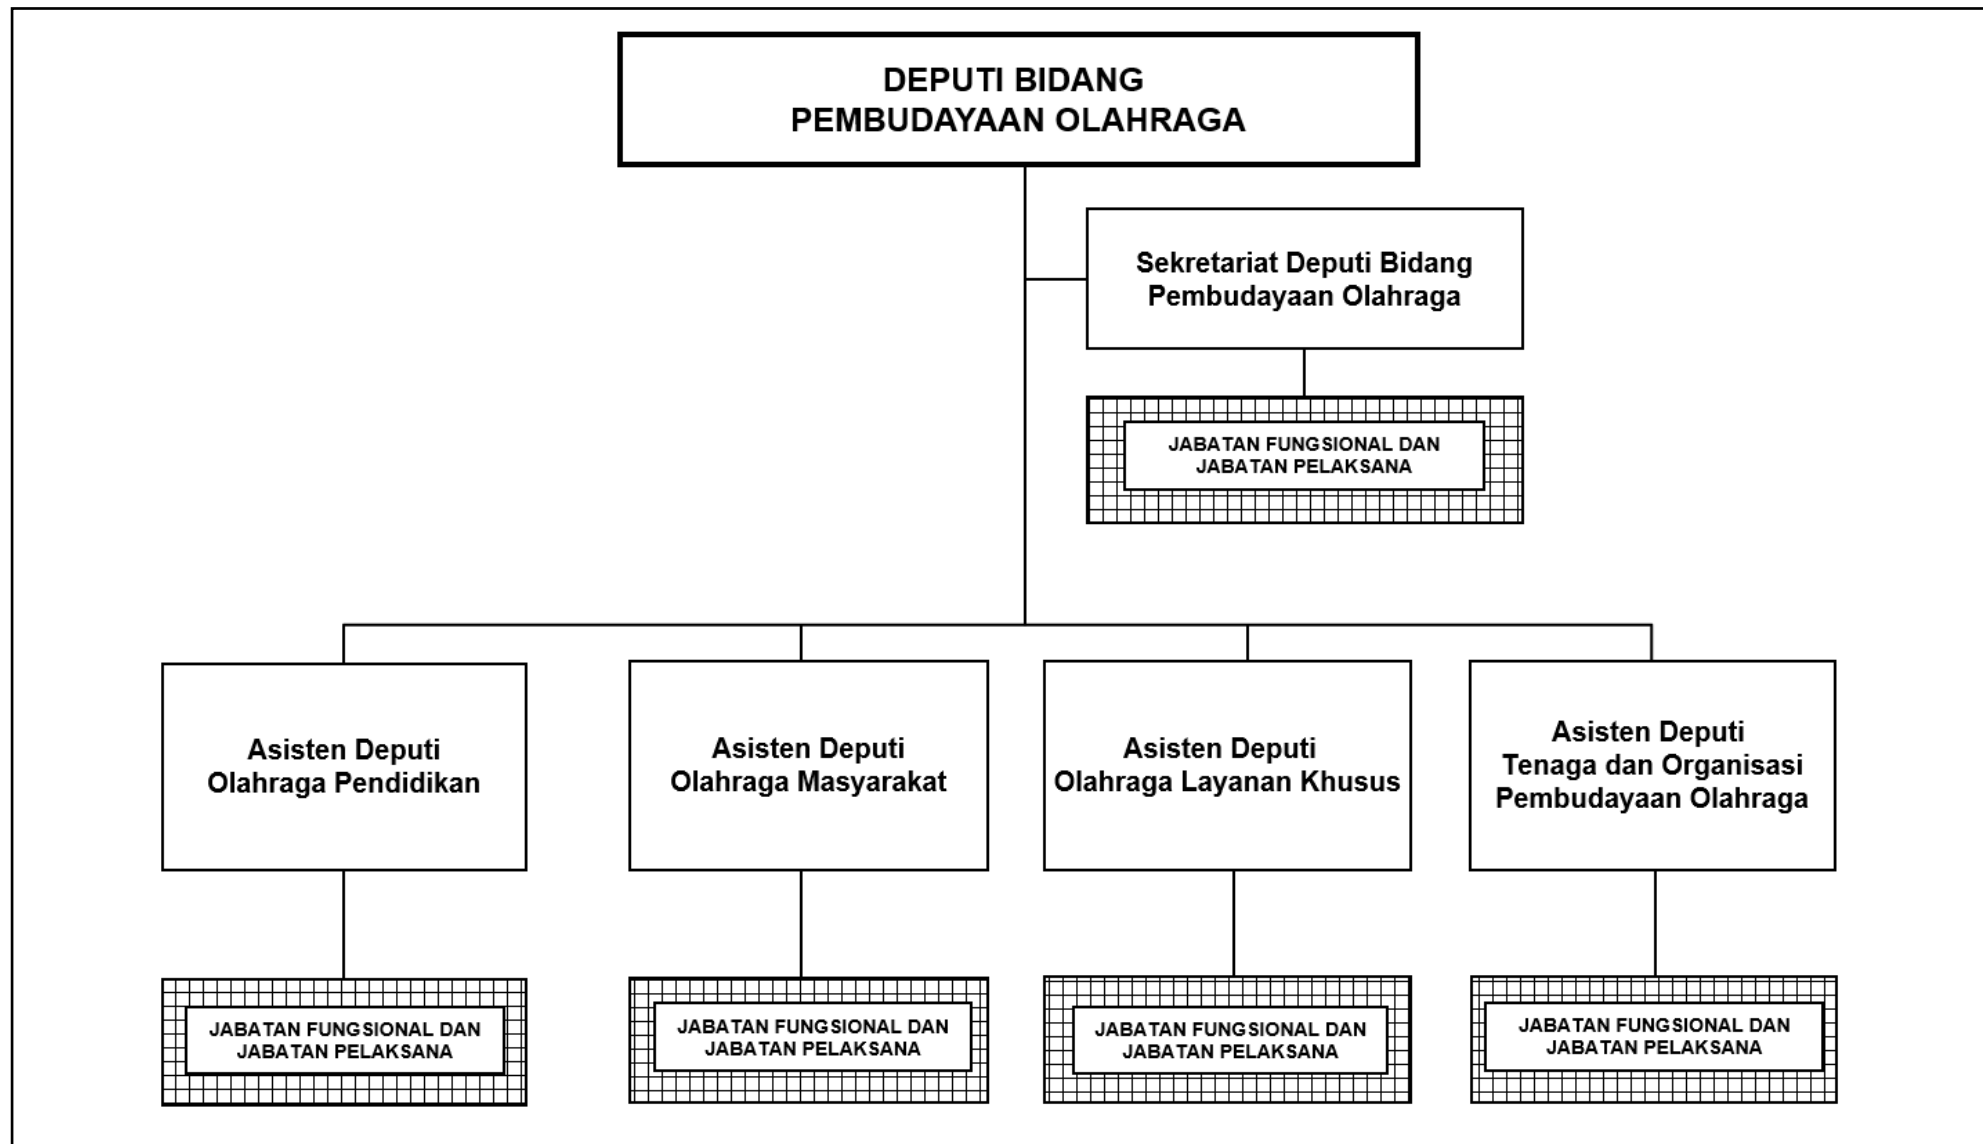 DEPUTI BIDANG
PEMBUDAYAAN OLAHRAGA
Sekretariat Deputi Bidang
Pembudayaan Olahraga
JABATAN FUNGSIONAL DAN
JABATAN PELAKSANA
Asisten Deputi
Olahraga Pendidikan
Asisten Deputi
Olahraga Masyarakat
Asisten Deputi
Olahraga Layanan Khusus
Asisten Deputi
Tenaga dan Organisasi
Pembudayaan Olahraga
JABATAN FUNGSIONAL DAN
JABATAN PELAKSANA
JABATAN FUNGSIONAL DAN
JABATAN PELAKSANA
JABATAN FUNGSIONAL DAN
JABATAN PELAKSANA
JABATAN FUNGSIONAL DAN
JABATAN PELAKSANA